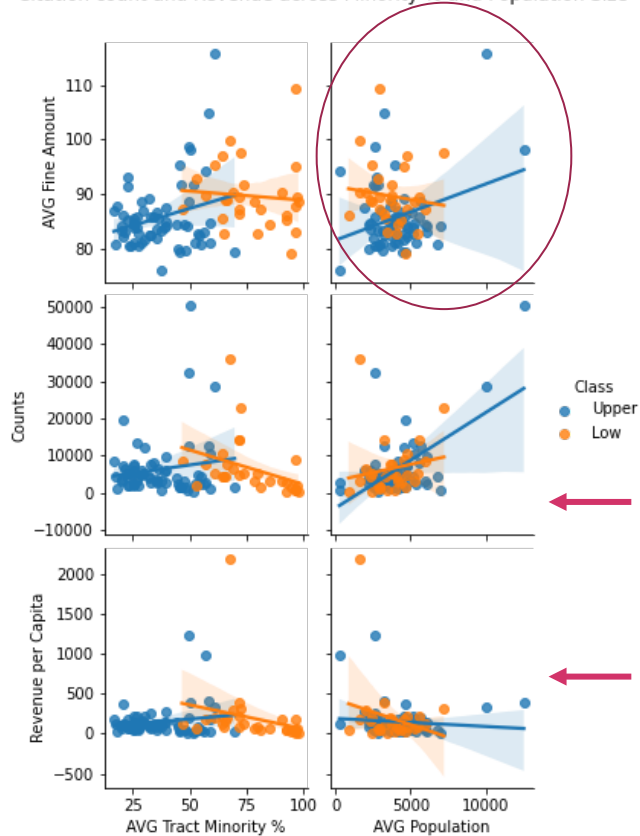 AVG Fine Amount
110
100
90
80
Counts
50000
40000
30000
20000
10000
0
−10000
Class
Upper
Low
Revenue per Capita
2000
1500
1000
500
0
−500
25 50 75 100
0 5000 10000
AVG Tract Minority %
AVG Population